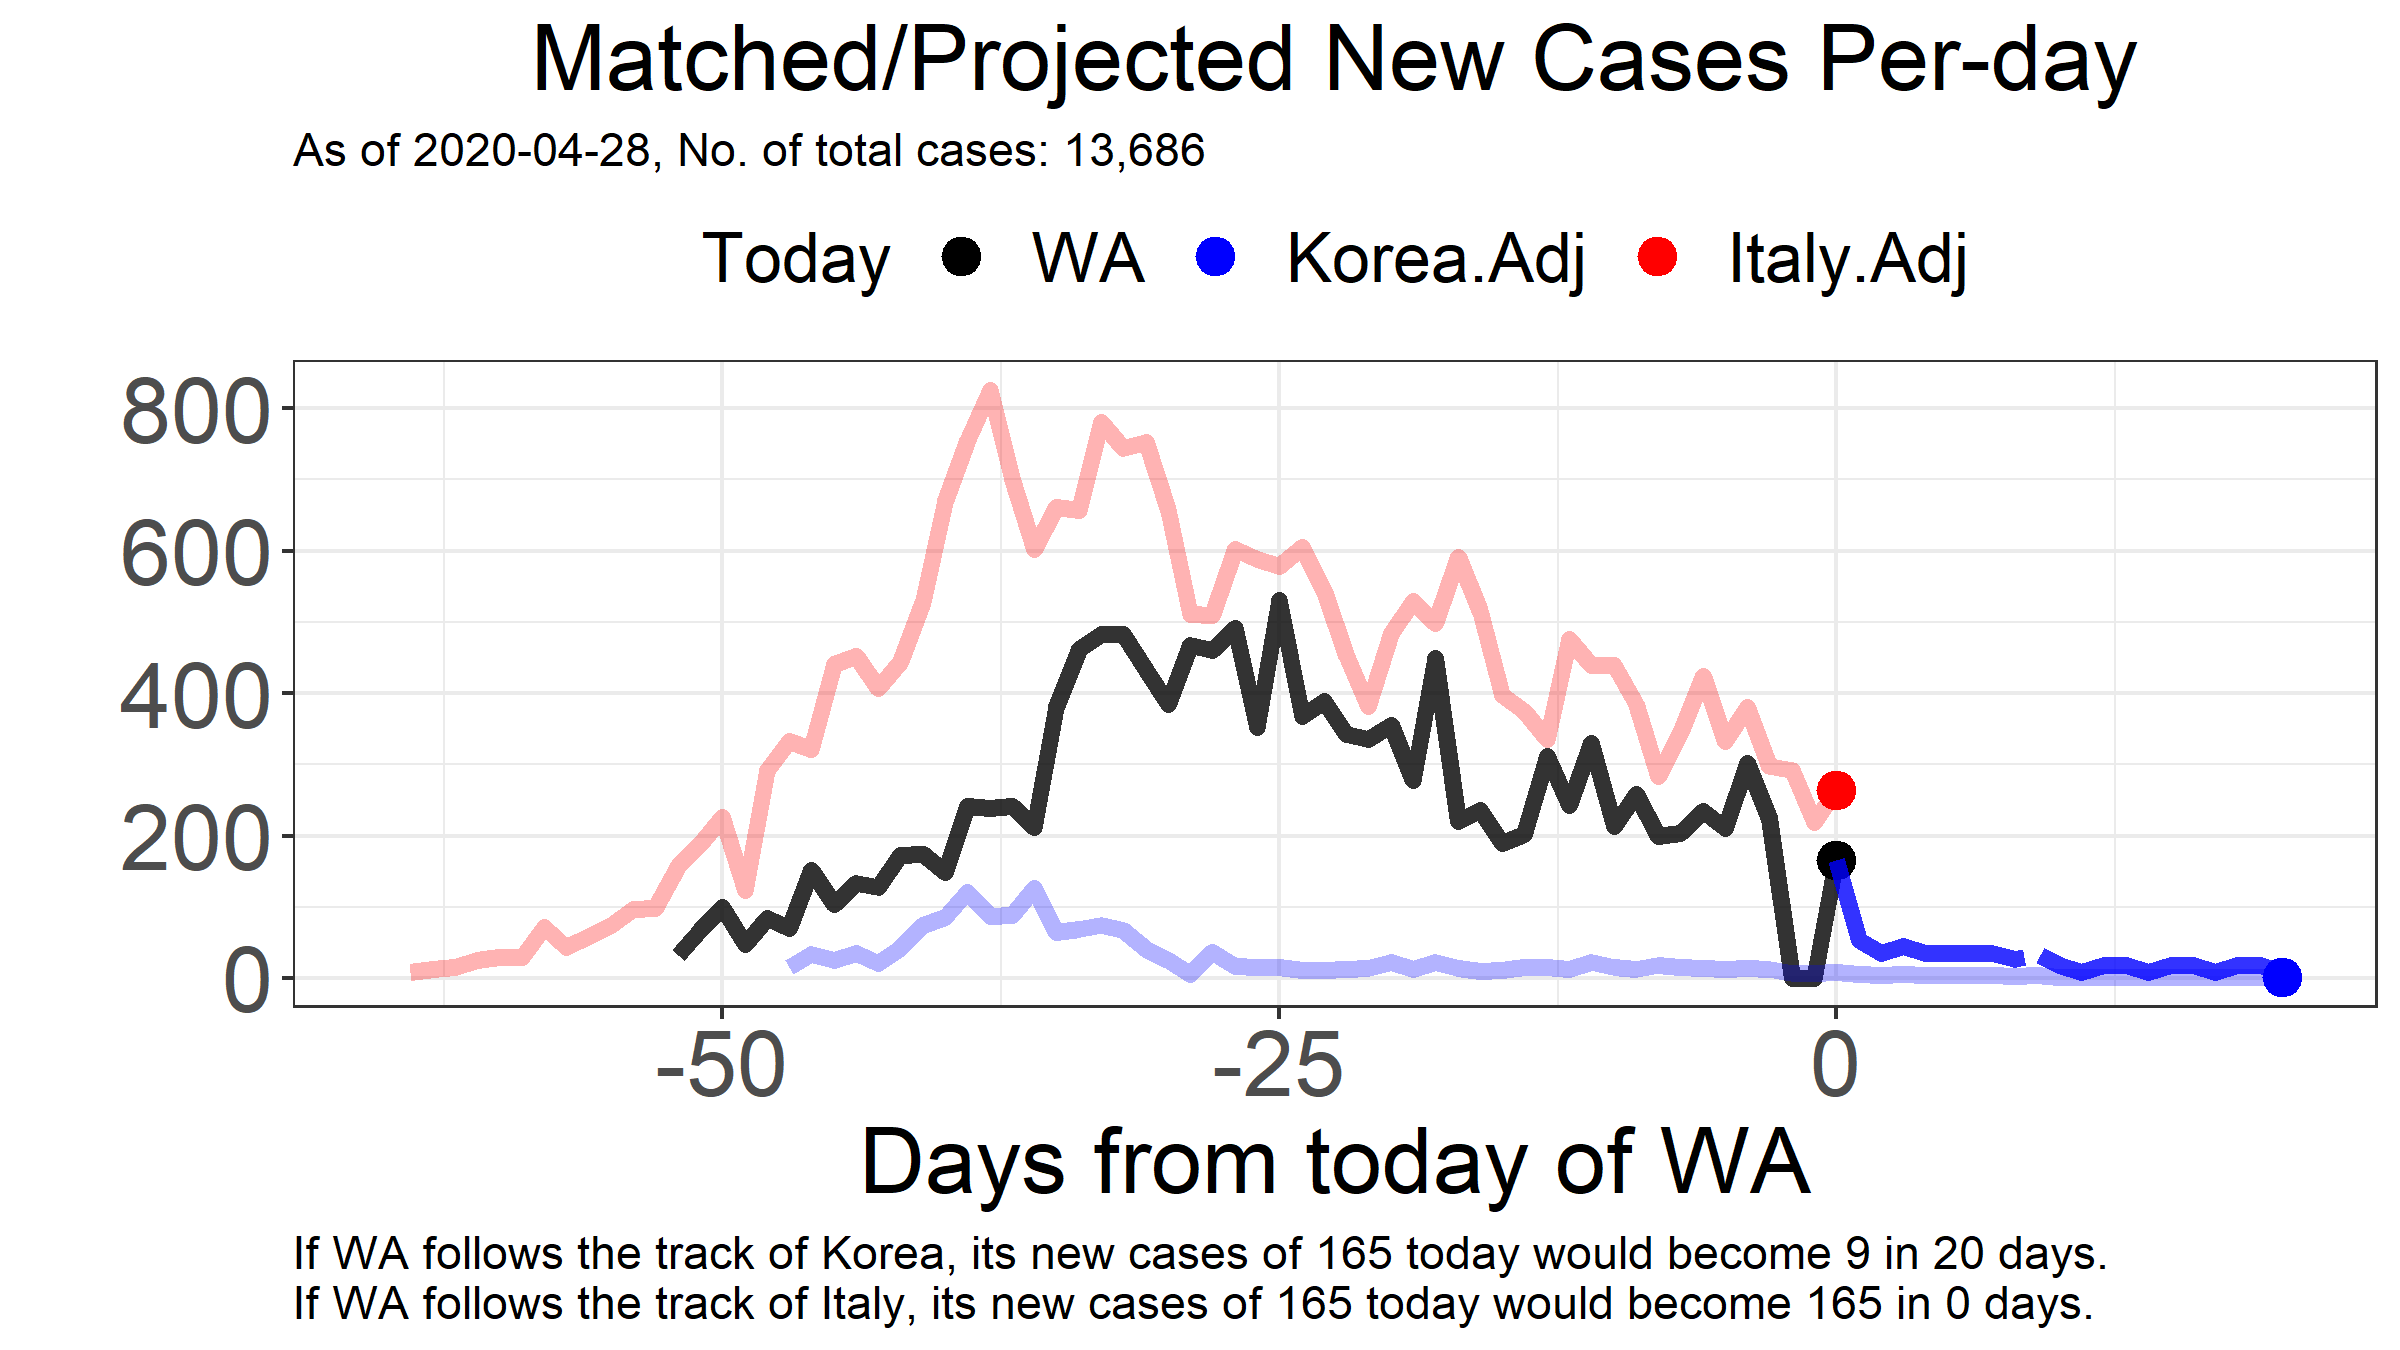 Matched/Projected New Cases Per-day
As of 2020-04-28, No. of total cases: 13,686
Today WA Korea.Adj Italy.Adj
800
600
400
200
0
-50 -25 0
Days from today of WA
If WA follows the track of Korea, its new cases of 165 today would become 9 in 20 days.
If WA follows the track of Italy, its new cases of 165 today would become 165 in 0 days.